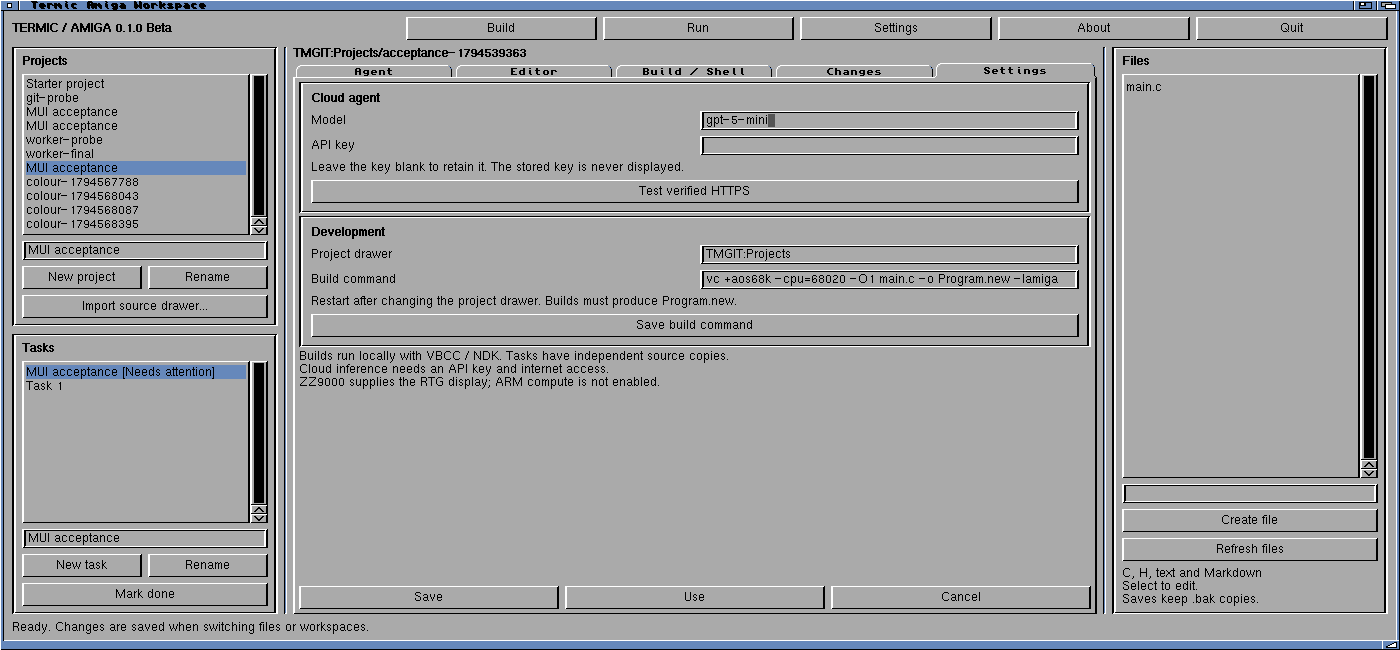 Termic Amiga Workspace
TERMIC / AMIGA 0.1.0 Beta
Build
Run
Settings
About
Quit
Projects
Starter project
git-probe
MUI acceptance
MUI acceptance
worker-probe
worker-final
MUI acceptance
colour-1794567788
colour-1794568043
colour-1794568087
colour-1794568395
MUI acceptance
New project
Rename
Import source drawer...
Tasks
MUI acceptance [Needs attention]
Task 1
MUI acceptance
New task
Rename
Mark done
TMGIT:Projects/acceptance-1794539363
Agent
Editor
Build / Shell
Changes
Settings
Cloud agent
Model
gpt-5-mini
API key
Leave the key blank to retain it. The stored key is never displayed.
Test verified HTTPS
Development
Project drawer
TMGIT:Projects
Build command
vc +aos68k -cpu=68020 -O1 main.c -o Program.new -lamiga
Restart after changing the project drawer. Builds must produce Program.new.
Save build command
Builds run locally with VBCC / NDK. Tasks have independent source copies.
Cloud inference needs an API key and internet access.
ZZ9000 supplies the RTG display; ARM compute is not enabled.
Save
Use
Cancel
Files
main.c
Create file
Refresh files
C, H, text and Markdown
Select to edit.
Saves keep .bak copies.
Ready. Changes are saved when switching files or workspaces.